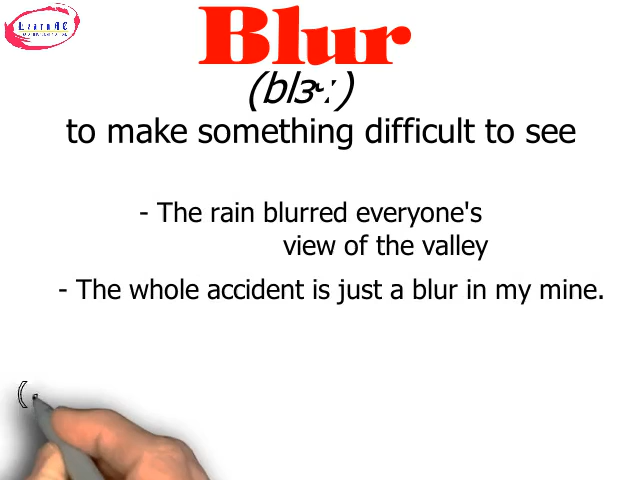 Blur
(blɝː)
to make something difficult to see
- The rain blurred everyone's
view of the valley
- The whole accident is just a blur in my mine.
(